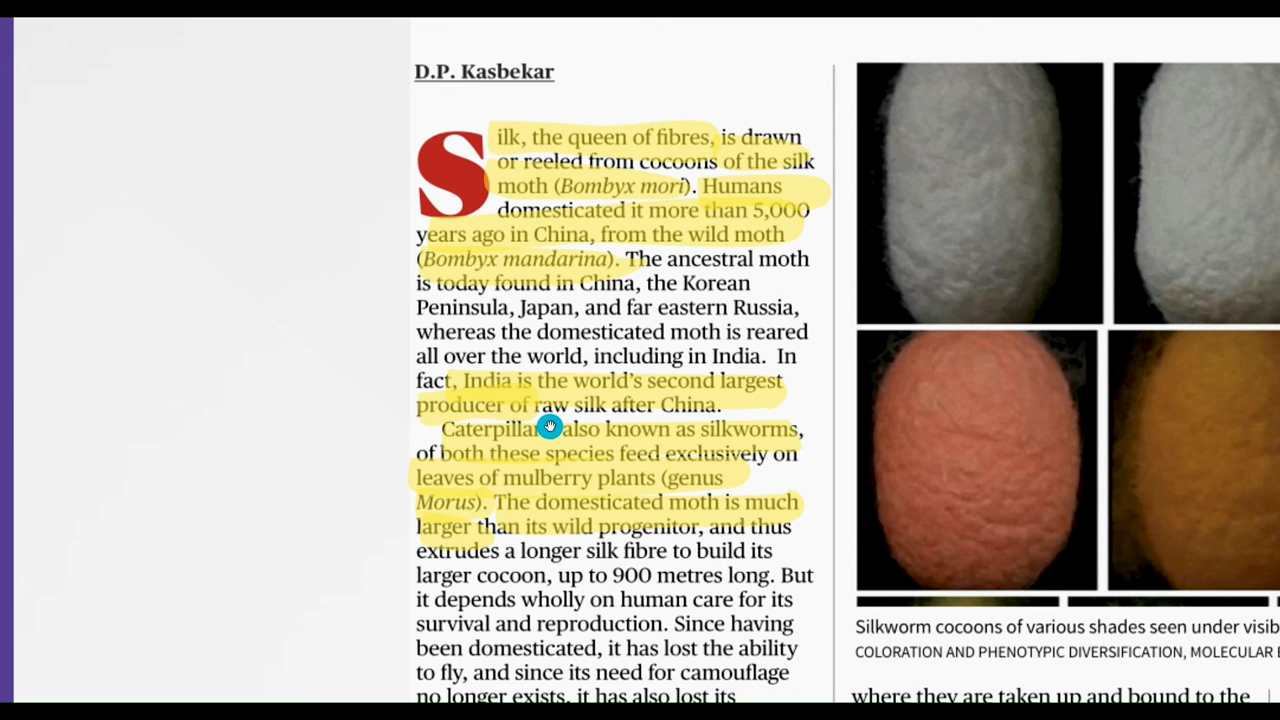 D.P. Kasbekar
Silk, the queen of fibres, is drawn
or reeled from cocoons of the silk
moth (Bombyx mori). Humans
domesticated it more than 5,000
years ago in China, from the wild moth
(Bombyx mandarina). The ancestral moth
is today found in China, the Korean
Peninsula, Japan, and far eastern Russia,
whereas the domesticated moth is reared
all over the world, including in India. In
fact, India is the world’s second largest
producer of raw silk after China.
also known as silkworms,
of both these species feed exclusively on
leaves of mulberry plants (genus
Morus). The domesticated moth is much
larger than its wild progenitor, and thus
extrudes a longer silk fibre to build its
larger cocoon, up to 900 metres long. But
it depends wholly on human care for its
survival and reproduction. Since having
been domesticated, it has lost the ability
to fly, and since its need for camouflage
no longer exists, it has also lost its
Silkworm cocoons of various shades seen under
COLORATION AND PHENOTYPIC DIVERSIFICATION, MOLECULAR
where they are taken up and bound to the